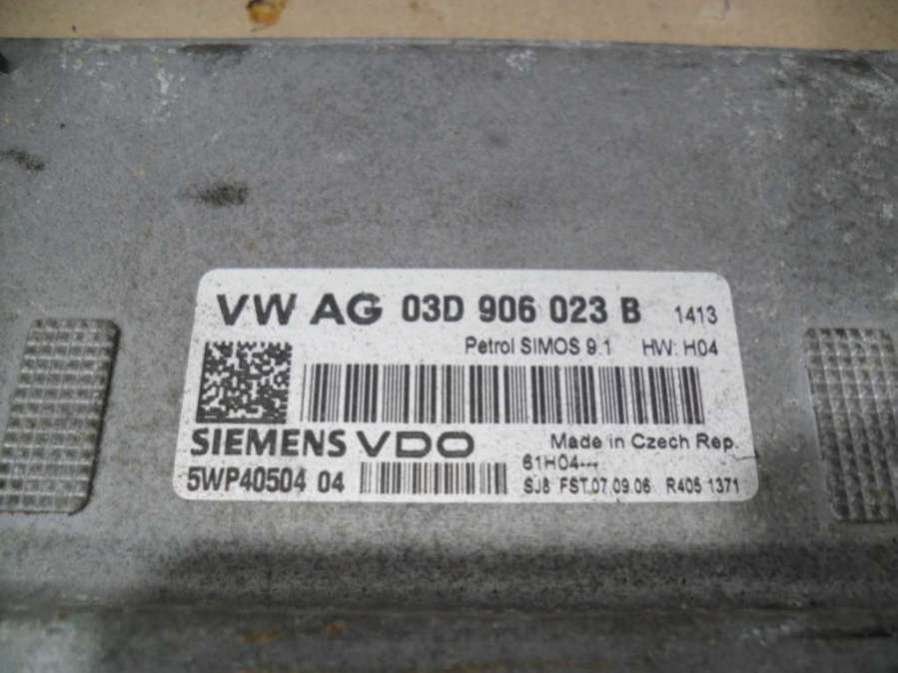 VW AG 03D 906 023 B 1413
Petrol SIMOS 9.1 HW: H04
SIEMENS VDO Made in Czech Rep.
61H04---
5WP40504 04 SJ8 FST.07.09.06 R405 1371